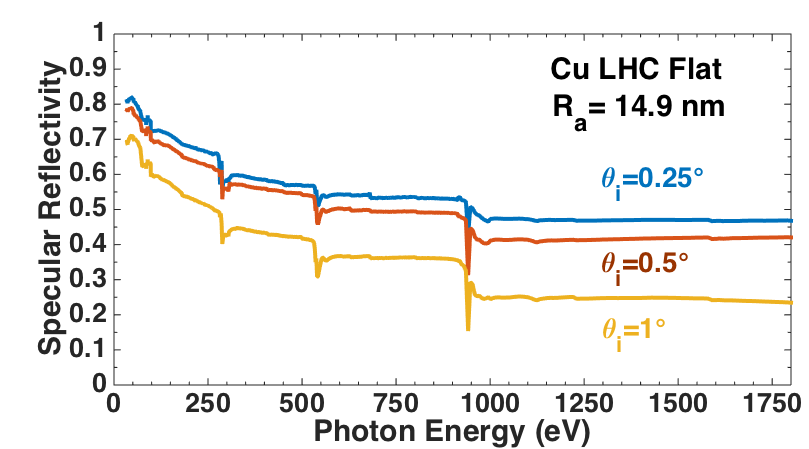 1
0.9
0.8
0.7
0.6
0.5
0.4
0.3
0.2
0.1
0
Specular Reflectivity
Cu LHC Flat
Ra= 14.9 nm
θi=0.25°
θi=0.5°
θi=1°
0 250 500 750 1000 1250 1500 1750
Photon Energy (eV)